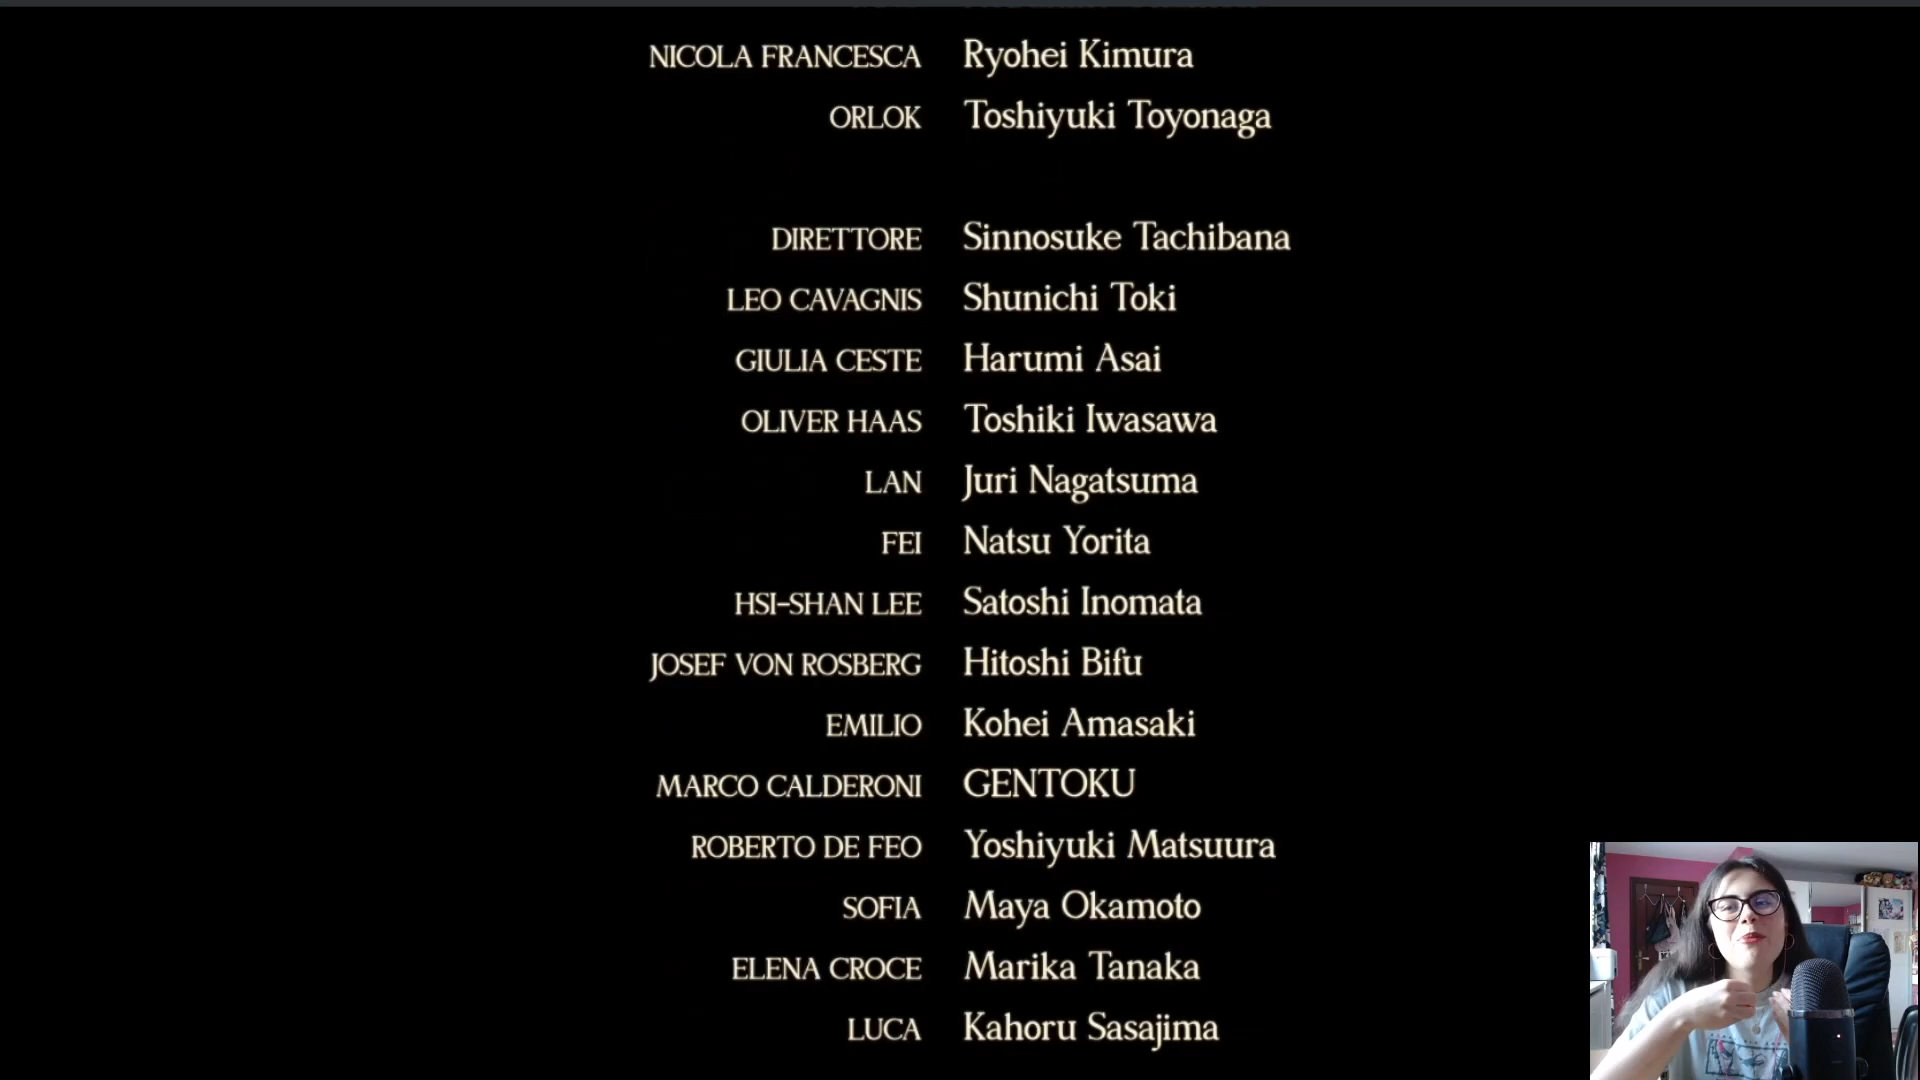 NICOLA FRANCESCA Ryohei Kimura
ORLOK Toshiyuki Toyonaga
DIRETTORE Sinnosuke Tachibana
LEO CAVAGNIS Shunichi Toki
GIULIA CESTE Harumi Asai
OLIVER HAAS Toshiki Iwasawa
LAN Juri Nagatsuma
FEI Natsu Yorita
HSI-SHAN LEE Satoshi Inomata
JOSEF VON ROSBERG Hitoshi Bifu
EMILIO Kohei Amasaki
MARCO CALDERONI GENTOKU
ROBERTO DE FEO Yoshiyuki Matsuura
SOFIA Maya Okamoto
ELENA CROCE Marika Tanaka
LUCA Kahoru Sasajima